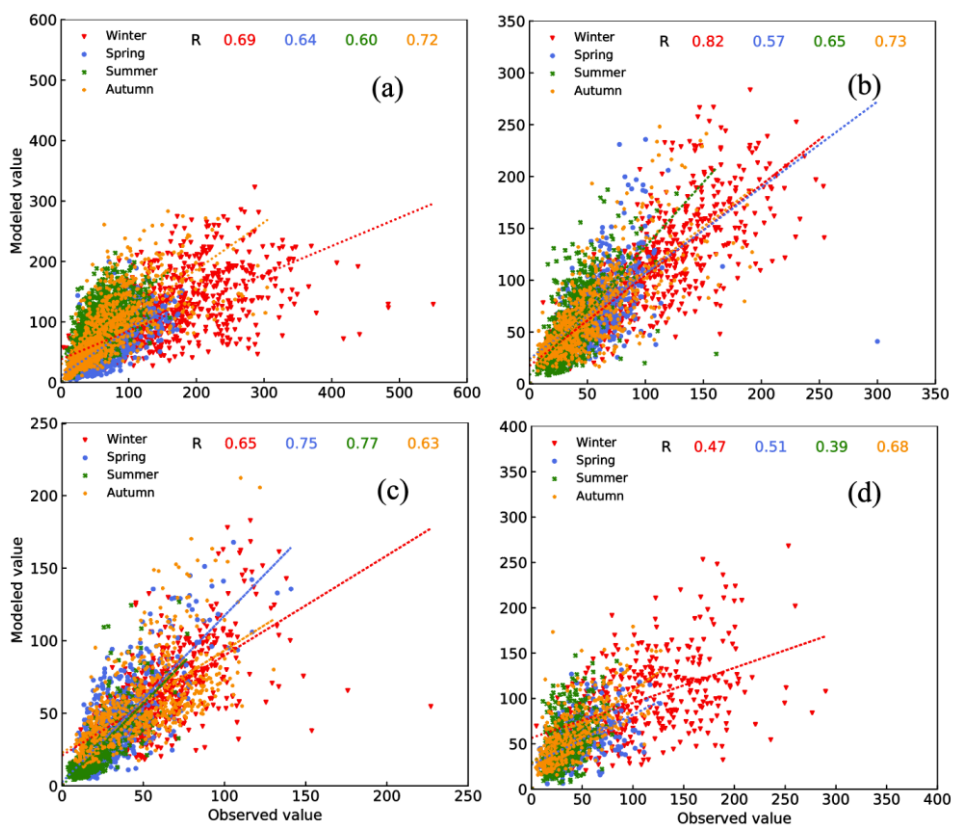 600
500
400
300
200
100
0
0 100 200 300 400 500 600
Modeled value
Winter R 0.69 0.64 0.60 0.72
Spring
Summer
Autumn
(a)
350
300
250
200
150
100
50
0
0 50 100 150 200 250 300 350
Winter R 0.82 0.57 0.65 0.73
Spring
Summer
Autumn
(b)
250
200
150
100
50
0
0 50 100 150 200 250
Modeled value
Observed value
Winter R 0.65 0.75 0.77 0.63
Spring
Summer
Autumn
(c)
400
350
300
250
200
150
100
50
0
0 50 100 150 200 250 300 350 400
Observed value
Winter R 0.47 0.51 0.39 0.68
Spring
Summer
Autumn
(d)